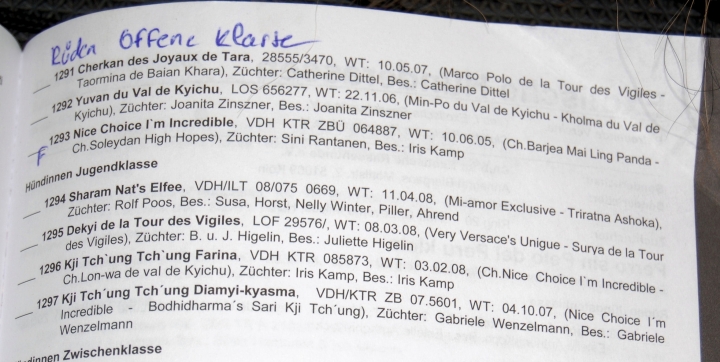 Rüden Offene Klasse
1291 Cherkan des Joyaux de Tara, 28555/3470, WT: 10.05.07, (Marco Polo de la Tour des Vigiles -
Taormina de Baian Khara), Züchter: Catherine Dittel, Bes.: Catherine Dittel
1292 Yuvan du Val de Kyichu, LOS 656277, WT: 22.11.06, (Min-Po du Val de Kyichu - Kholma du Val de
Kyichu), Züchter: Joanita Zinszner, Bes.: Joanita Zinszner
F 1293 Nice Choice I´m Incredible, VDH KTR ZBÜ 064887, WT: 10.06.05, (Ch.Barjea Mai Ling Panda -
Ch.Soleydan High Hopes), Züchter: Sini Rantanen, Bes.: Iris Kamp
Hündinnen Jugendklasse
1294 Sharam Nat's Elfee, VDH/ILT 08/075 0669, WT: 11.04.08, (Mi-amor Exclusive - Triratna Ashoka),
Züchter: Rolf Poos, Bes.: Susa, Horst, Nelly Winter, Piller, Ahrend
1295 Dekyi de la Tour des Vigiles, LOF 29576/, WT: 08.03.08, (Very Versace's Unigue - Surya de la Tour
des Vigiles), Züchter: B. u. J. Higelin, Bes.: Juliette Higelin
1296 Kji Tch`ung Tch`ung Farina, VDH KTR 085873, WT: 03.02.08, (Ch.Nice Choice I´m Incredible -
Ch.Lon-wa de val de Kyichu), Züchter: Iris Kamp, Bes.: Iris Kamp
1297 Kji Tch´ung Tch´ung Diamyi-kyasma, VDH/KTR ZB 07.5601, WT: 04.10.07, (Nice Choice I´m
Incredible - Bodhidharma´s Sari Kji Tch´ung), Züchter: Gabriele Wenzelmann, Bes.: Gabriele
Wenzelmann
dinnen Zwischenklasse